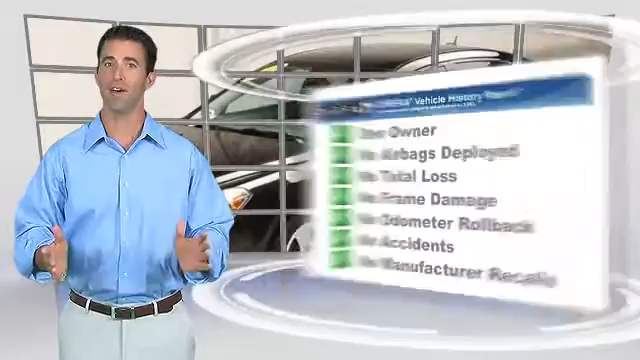 Vehicle History
One Owner
No Airbags Deployed
No Total Loss
No Frame Damage
No Odometer Rollback
No Accidents
No Manufacturer Recalls